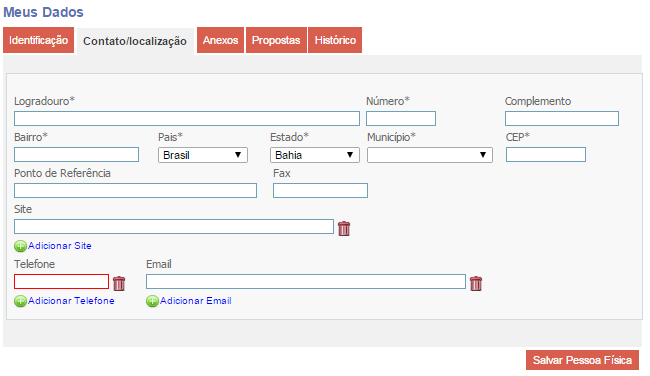 Meus Dados
Identificação Contato/localização Anexos Propostas Histórico
Logradouro* Número* Complemento
Bairro* Pais* Estado* Município* CEP*
Brasil Bahia
Ponto de Referência Fax
Site
Adicionar Site
Telefone Email
Adicionar Telefone Adicionar Email
Salvar Pessoa Física